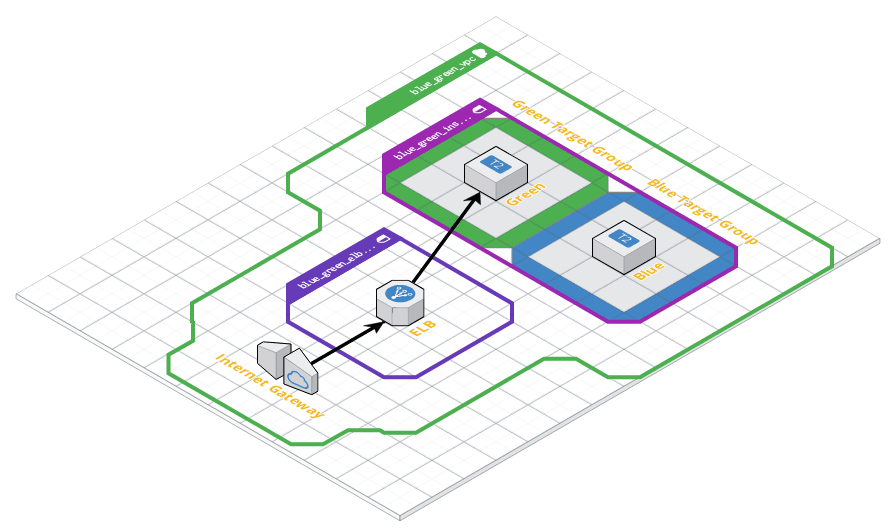 blue_green_vpc
blue_green_ins...
Green Target Group
T2
Green
Blue Target Group
T2
Blue
blue_green_elb...
ELB
Internet Gateway